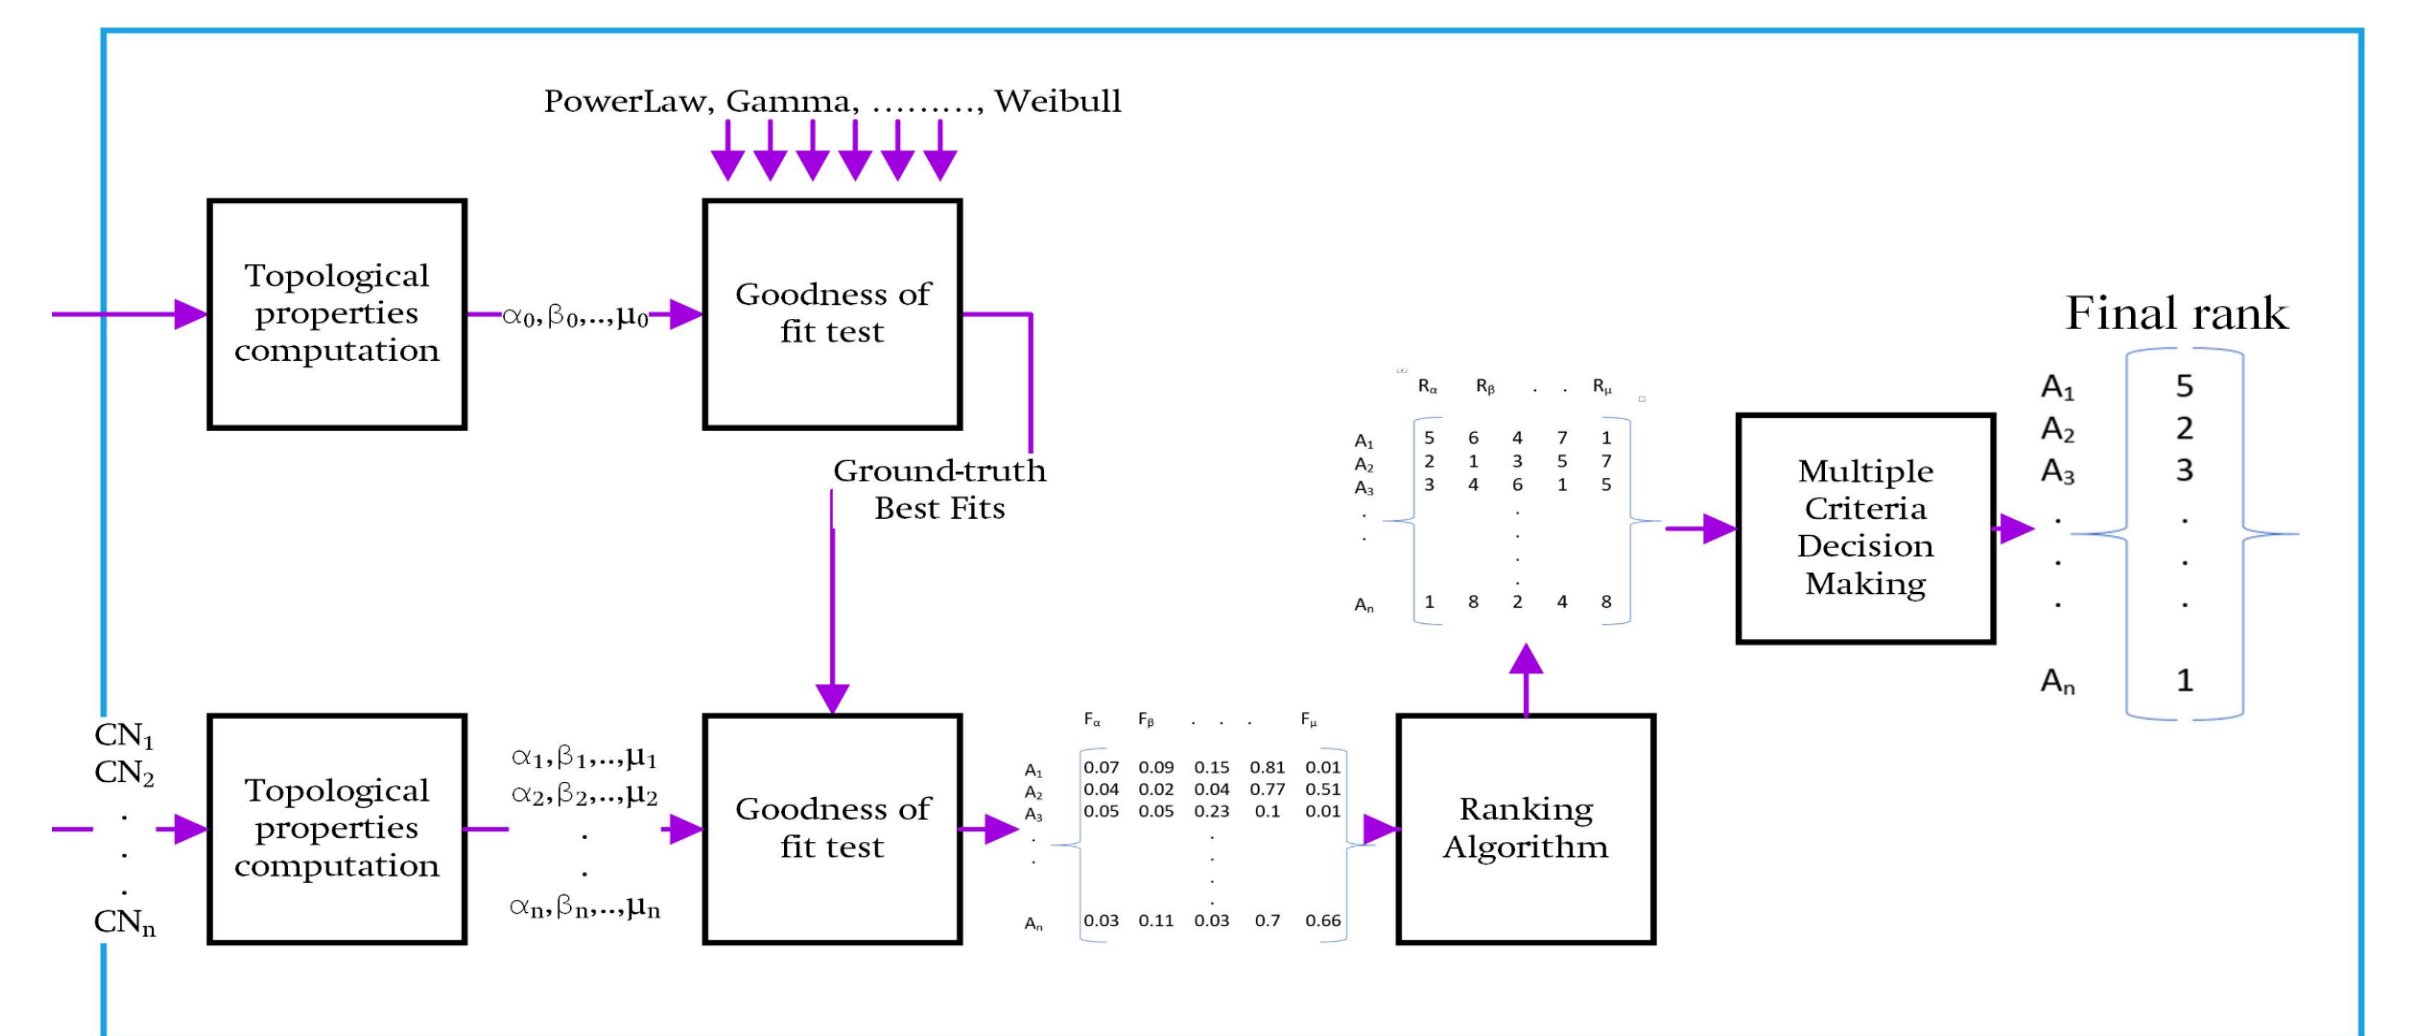 PowerLaw, Gamma, ………, Weibull
Topological
properties
computation
α₀,β₀,..,μ₀
Goodness of
fit test
Ground-truth
Best Fits
CN₁
CN₂
.
.
.
CNₙ
Topological
properties
computation
α₁,β₁,..,μ₁
α₂,β₂,..,μ₂
.
.
αₙ,βₙ,..,μₙ
Goodness of
fit test
Fα Fβ . . . Fμ
A₁ 0.07 0.09 0.15 0.81 0.01
A₂ 0.04 0.02 0.04 0.77 0.51
A₃ 0.05 0.05 0.23 0.1 0.01
. .
. .
.
.
Aₙ 0.03 0.11 0.03 0.7 0.66
Ranking
Algorithm
Rα Rβ . . Rμ
A₁ 5 6 4 7 1
A₂ 2 1 3 5 7
A₃ 3 4 6 1 5
. .
. .
.
.
Aₙ 1 8 2 4 8
Multiple
Criteria
Decision
Making
Final rank
A₁ 5
A₂ 2
A₃ 3
. .
. .
. .
Aₙ 1